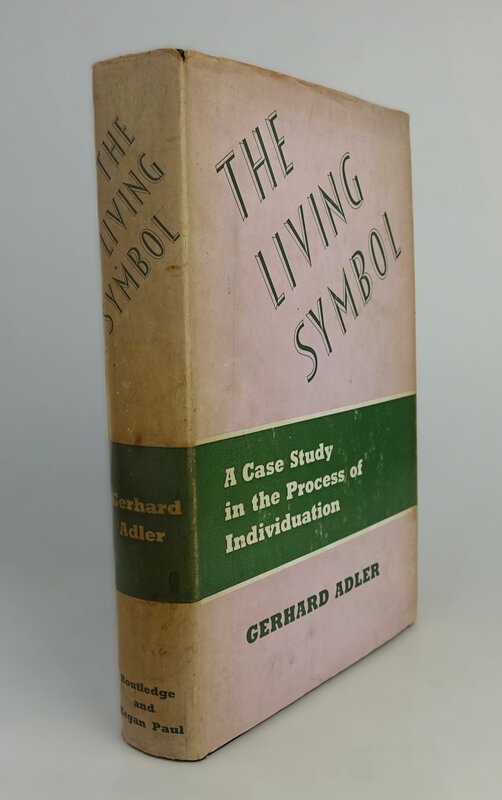 THE
LIVING
SYMBOL
Gerhard
Adler
Routledge
and
Kegan Paul
THE
LIVING
SYMBOL
A Case Study
in the Process of
Individuation
GERHARD ADLER